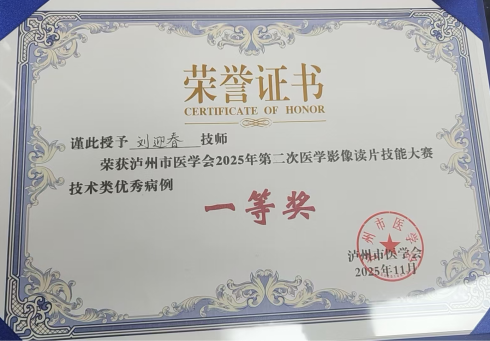 荣誉证书
CERTIFICATE OF HONOR
谨此授予 刘迎春 技师
荣获泸州市医学会2025年第二次医学影像读片技能大赛
技术类优秀病例
一等奖
泸州市医学会
泸州市医学会
2025年11月